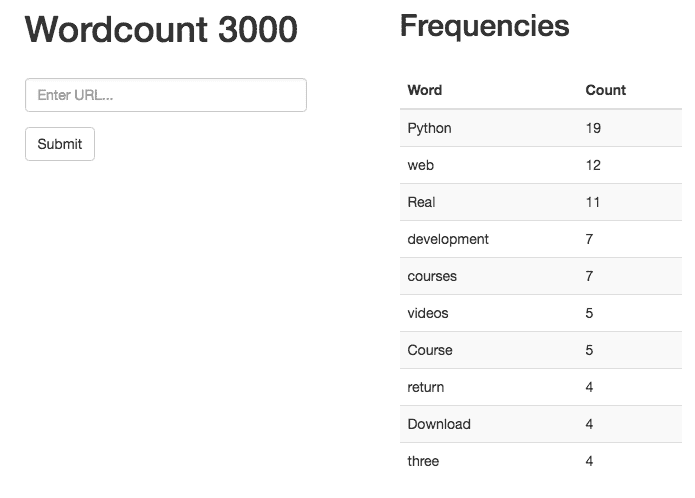 Wordcount 3000
Enter URL...
Submit
Frequencies
Word Count
Python 19
web 12
Real 11
development 7
courses 7
videos 5
Course 5
return 4
Download 4
three 4